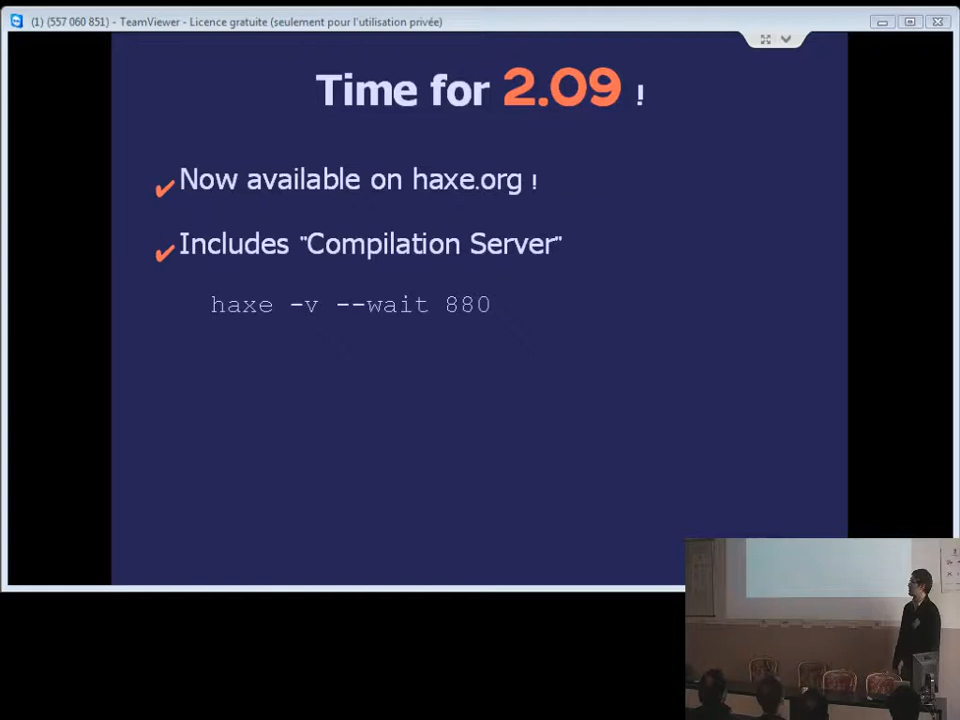 (1) (557 060 851) - TeamViewer - Licence gratuite (seulement pour l'utilisation privée)
Time for 2.09 !
✔ Now available on haxe.org !
✔ Includes "Compilation Server"
haxe -v --wait 880